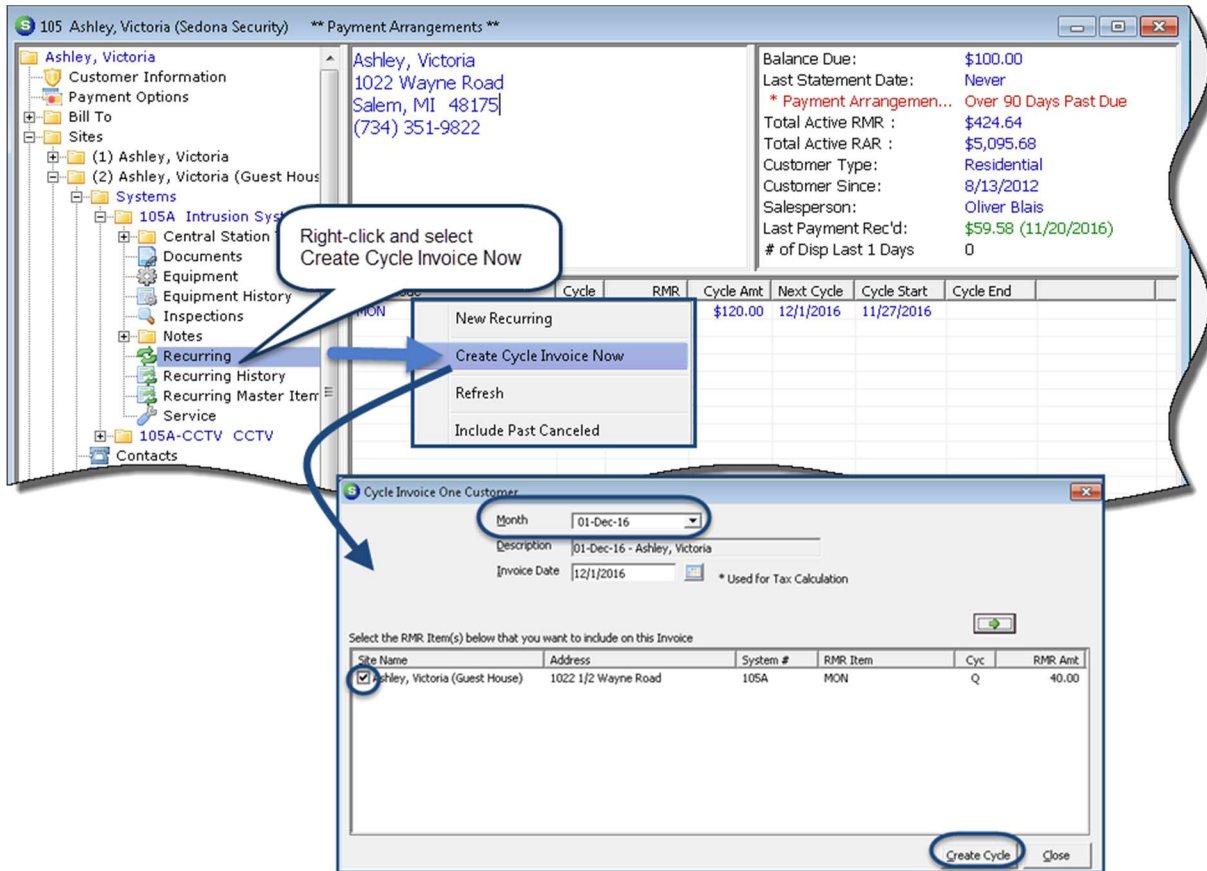 105 Ashley, Victoria (Sedona Security) ** Payment Arrangements **
Ashley, Victoria
Customer Information
Payment Options
Bill To
Sites
(1) Ashley, Victoria
(2) Ashley, Victoria (Guest Hous
Systems
105A Intrusion Sys
Central Station
Documents
Equipment
Equipment History
Inspections
Notes
Recurring
Recurring History
Recurring Master Item
Service
105A-CCTV CCTV
Contacts
Ashley, Victoria
1022 Wayne Road
Salem, MI 48175
(734) 351-9822
Balance Due: $100.00
Last Statement Date: Never
* Payment Arrangemen... Over 90 Days Past Due
Total Active RMR : $424.64
Total Active RAR : $5,095.68
Customer Type: Residential
Customer Since: 8/13/2012
Salesperson: Oliver Blais
Last Payment Rec'd: $59.58 (11/20/2016)
# of Disp Last 1 Days 0
Right-click and select
Create Cycle Invoice Now
Cycle RMR Cycle Amt Next Cycle Cycle Start Cycle End
MON $120.00 12/1/2016 11/27/2016
New Recurring
Create Cycle Invoice Now
Refresh
Include Past Canceled
Cycle Invoice One Customer
Month 01-Dec-16
Description 01-Dec-16 - Ashley, Victoria
Invoice Date 12/1/2016 * Used for Tax Calculation
Select the RMR Item(s) below that you want to include on this Invoice
Site Name Address System # RMR Item Cyc RMR Amt
Ashley, Victoria (Guest House) 1022 1/2 Wayne Road 105A MON Q 40.00
Create Cycle Close